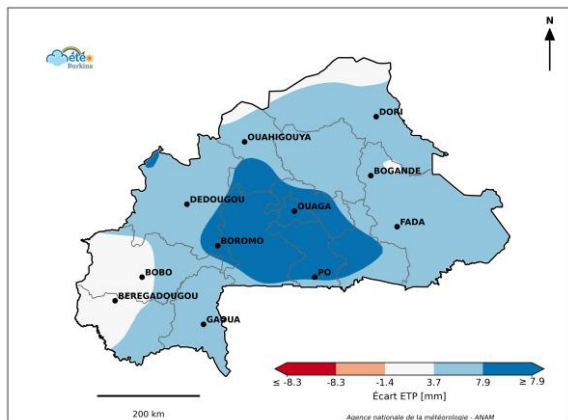 N
été
Burkina
DORI
OUAHIGOUYA
BOGANDE
DEDOUGOU
OUAGA
FADA
BOROMO
BOBO
PO
BEREGADOUGOU
GAOUA
≤ -8.3 -8.3 -1.4 3.7 7.9 ≥ 7.9
Écart ETP [mm]
200 km
Agence nationale de la météorologie - ANAM